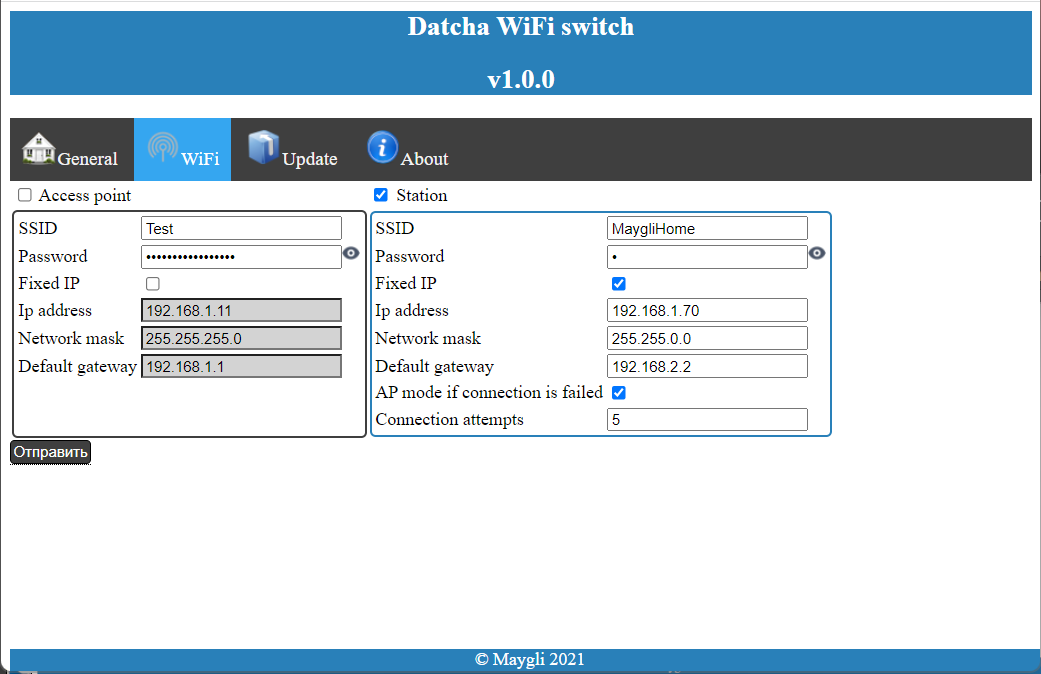 Datcha WiFi switch
v1.0.0
General WiFi Update About
Access point
SSID Test
Password •••••••••••••••••
Fixed IP
Ip address 192.168.1.11
Network mask 255.255.255.0
Default gateway 192.168.1.1
Station
SSID MaygliHome
Password •
Fixed IP
Ip address 192.168.1.70
Network mask 255.255.0.0
Default gateway 192.168.2.2
AP mode if connection is failed
Connection attempts 5
Отправить
© Maygli 2021